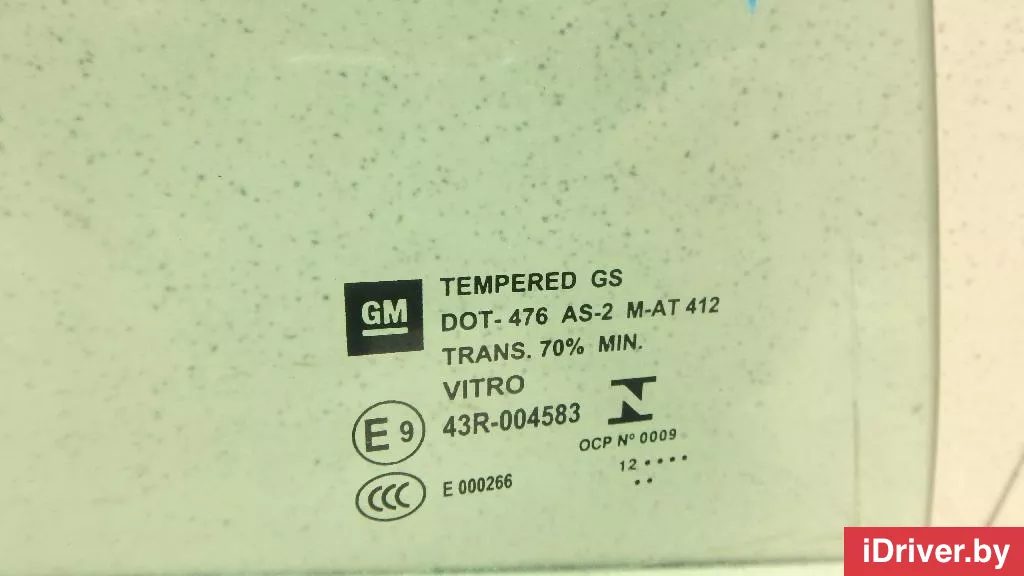 GM
TEMPERED GS
DOT- 476 AS-2 M-AT 412
TRANS. 70% MIN.
VITRO
E 9
43R-004583
OCP Nº 0009
12 • • • •
• •
CCC
E 000266
iDriver.by